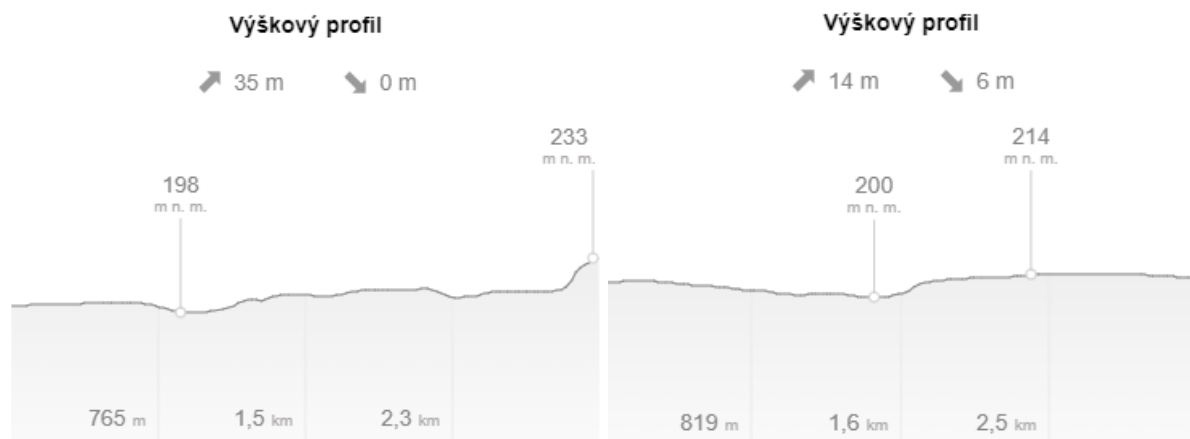 Výškový profil
35 m 0 m
233
m n. m.
198
m n. m.
765 m 1,5 km 2,3 km
Výškový profil
14 m 6 m
214
m n. m.
200
m n. m.
819 m 1,6 km 2,5 km